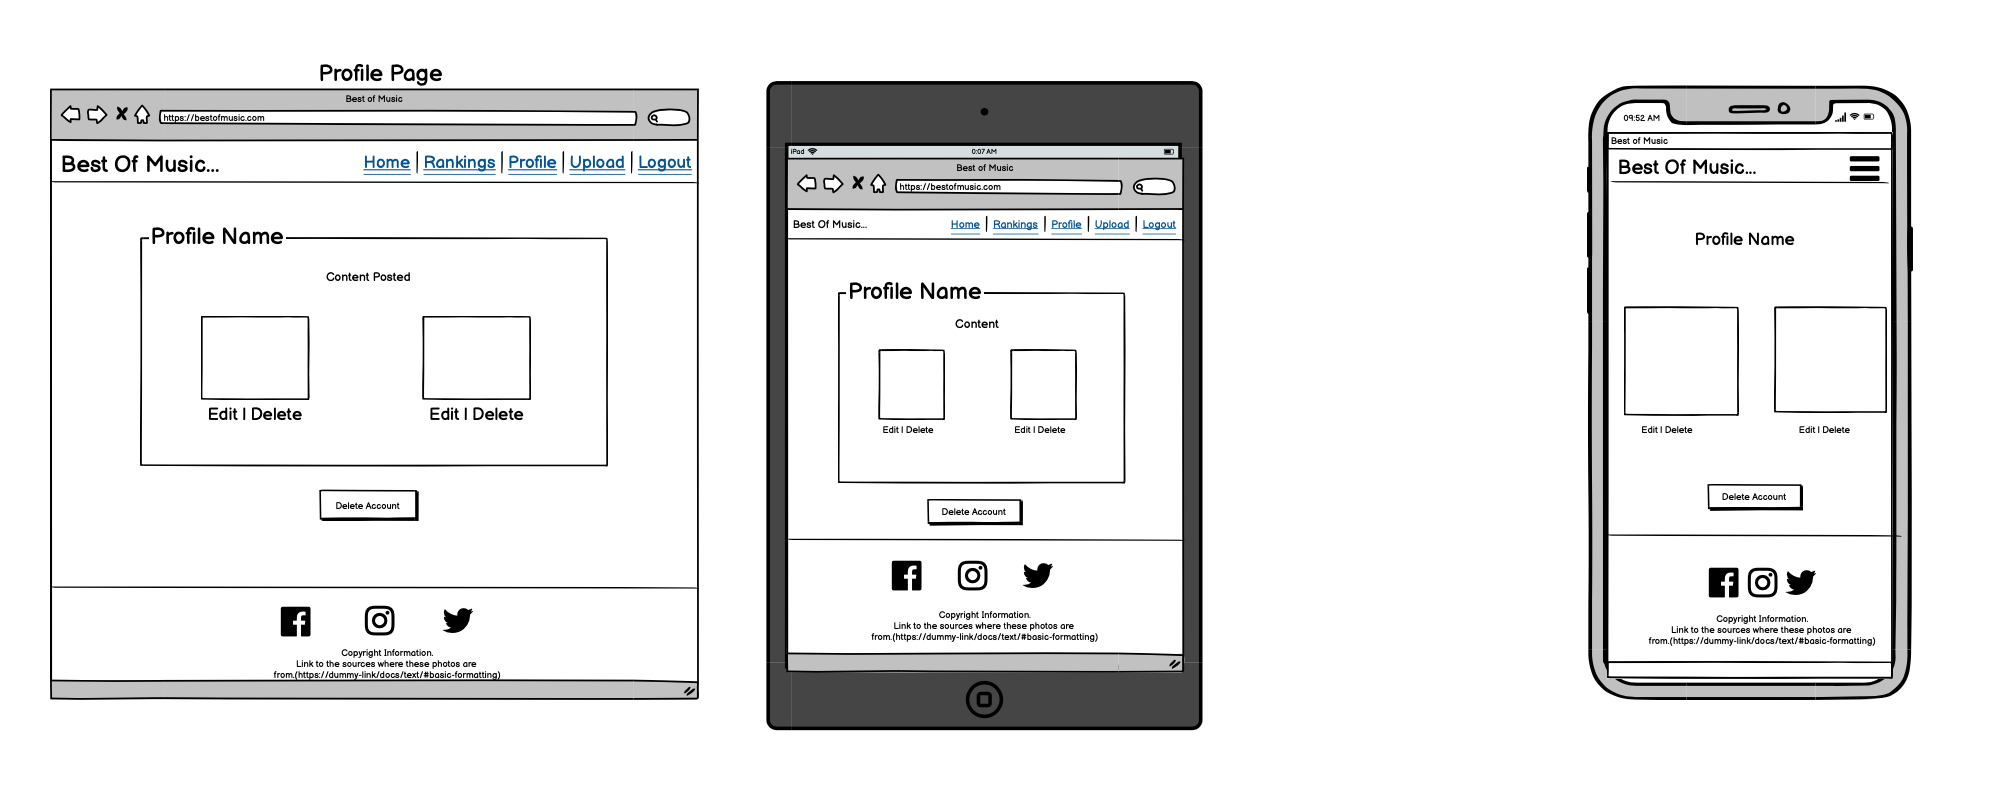 Profile Page
Best of Music
https://bestofmusic.com
Best Of Music...
Home | Rankings | Profile | Upload | Logout
Profile Name
Content Posted
Edit | Delete
Edit | Delete
Delete Account
Copyright Information.
Link to the sources where these photos are
from.(https://dummy-link/docs/text/#basic-formatting)
iPad
0:07 AM
Best of Music
https://bestofmusic.com
Best Of Music...
Home | Rankings | Profile | Upload | Logout
Profile Name
Content
Edit | Delete
Edit | Delete
Delete Account
Copyright Information.
Link to the sources where these photos are
from.(https://dummy-link/docs/text/#basic-formatting)
09:52 AM
Best of Music
Best Of Music...
Profile Name
Edit | Delete
Edit | Delete
Delete Account
Copyright Information.
Link to the sources where these photos are
from.(https://dummy-link/docs/text/#basic-formatting)